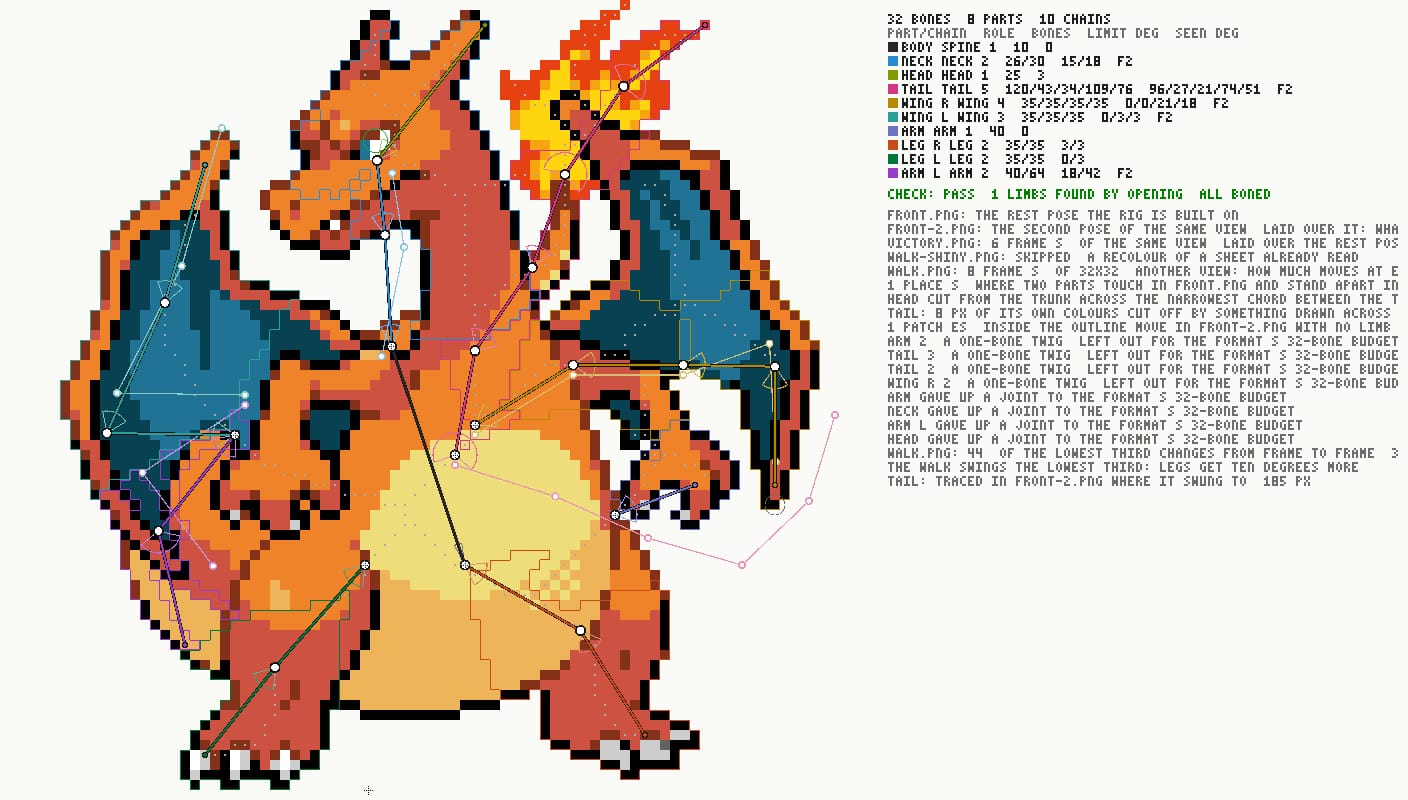 32 BONES 8 PARTS 10 CHAINS
PART/CHAIN ROLE BONES LIMIT DEG SEEN DEG
BODY SPINE 1 10 0
NECK NECK 2 26/30 15/18 F2
HEAD HEAD 1 25 3
TAIL TAIL 5 120/43/34/109/76 96/27/21/74/51 F2
WING R WING 4 35/35/35/35 0/0/21/18 F2
WING L WING 3 35/35/35 0/3/3 F2
ARM ARM 1 40 0
LEG R LEG 2 35/35 3/3
LEG L LEG 2 35/35 0/3
ARM L ARM 2 40/64 18/42 F2
CHECK: PASS 1 LIMBS FOUND BY OPENING ALL BONED
FRONT.PNG: THE REST POSE THE RIG IS BUILT ON
FRONT-2.PNG: THE SECOND POSE OF THE SAME VIEW LAID OVER IT: WHA
VICTORY.PNG: 6 FRAME S OF THE SAME VIEW LAID OVER THE REST POS
WALK-SHINY.PNG: SKIPPED A RECOLOUR OF A SHEET ALREADY READ
WALK.PNG: 8 FRAME S OF 32X32 ANOTHER VIEW: HOW MUCH MOVES AT E
1 PLACE S WHERE TWO PARTS TOUCH IN FRONT.PNG AND STAND APART IN
HEAD CUT FROM THE TRUNK ACROSS THE NARROWEST CHORD BETWEEN THE T
TAIL: 8 PX OF ITS OWN COLOURS CUT OFF BY SOMETHING DRAWN ACROSS
1 PATCH ES INSIDE THE OUTLINE MOVE IN FRONT-2.PNG WITH NO LIMB
ARM 2 A ONE-BONE TWIG LEFT OUT FOR THE FORMAT S 32-BONE BUDGET
TAIL 3 A ONE-BONE TWIG LEFT OUT FOR THE FORMAT S 32-BONE BUDGE
TAIL 2 A ONE-BONE TWIG LEFT OUT FOR THE FORMAT S 32-BONE BUDGE
WING R 2 A ONE-BONE TWIG LEFT OUT FOR THE FORMAT S 32-BONE BUD
ARM GAVE UP A JOINT TO THE FORMAT S 32-BONE BUDGET
NECK GAVE UP A JOINT TO THE FORMAT S 32-BONE BUDGET
ARM L GAVE UP A JOINT TO THE FORMAT S 32-BONE BUDGET
HEAD GAVE UP A JOINT TO THE FORMAT S 32-BONE BUDGET
WALK.PNG: 44 OF THE LOWEST THIRD CHANGES FROM FRAME TO FRAME 3
THE WALK SWINGS THE LOWEST THIRD: LEGS GET TEN DEGREES MORE
TAIL: TRACED IN FRONT-2.PNG WHERE IT SWUNG TO 185 PX